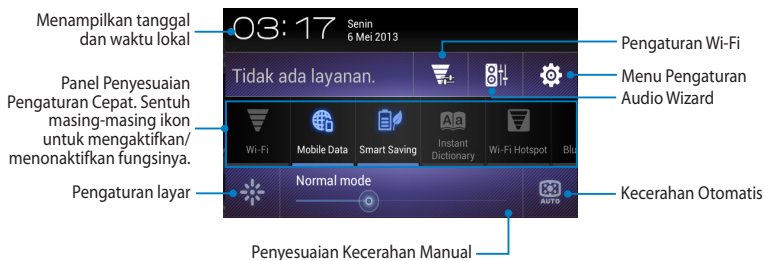 Menampilkan tanggal
dan waktu lokal
03:17
Senin
6 Mei 2013
Pengaturan Wi-Fi
Tidak ada layanan.
Menu Pengaturan
Audio Wizard
Panel Penyesuaian
Pengaturan Cepat. Sentuh
masing-masing ikon
untuk mengaktifkan/
menonaktifkan fungsinya.
Aa
Wi-Fi
Mobile Data
Smart Saving
Instant
Dictionary
Wi-Fi Hotspot
Blu
Pengaturan layar
Normal mode
AUTO
Kecerahan Otomatis
Penyesuaian Kecerahan Manual